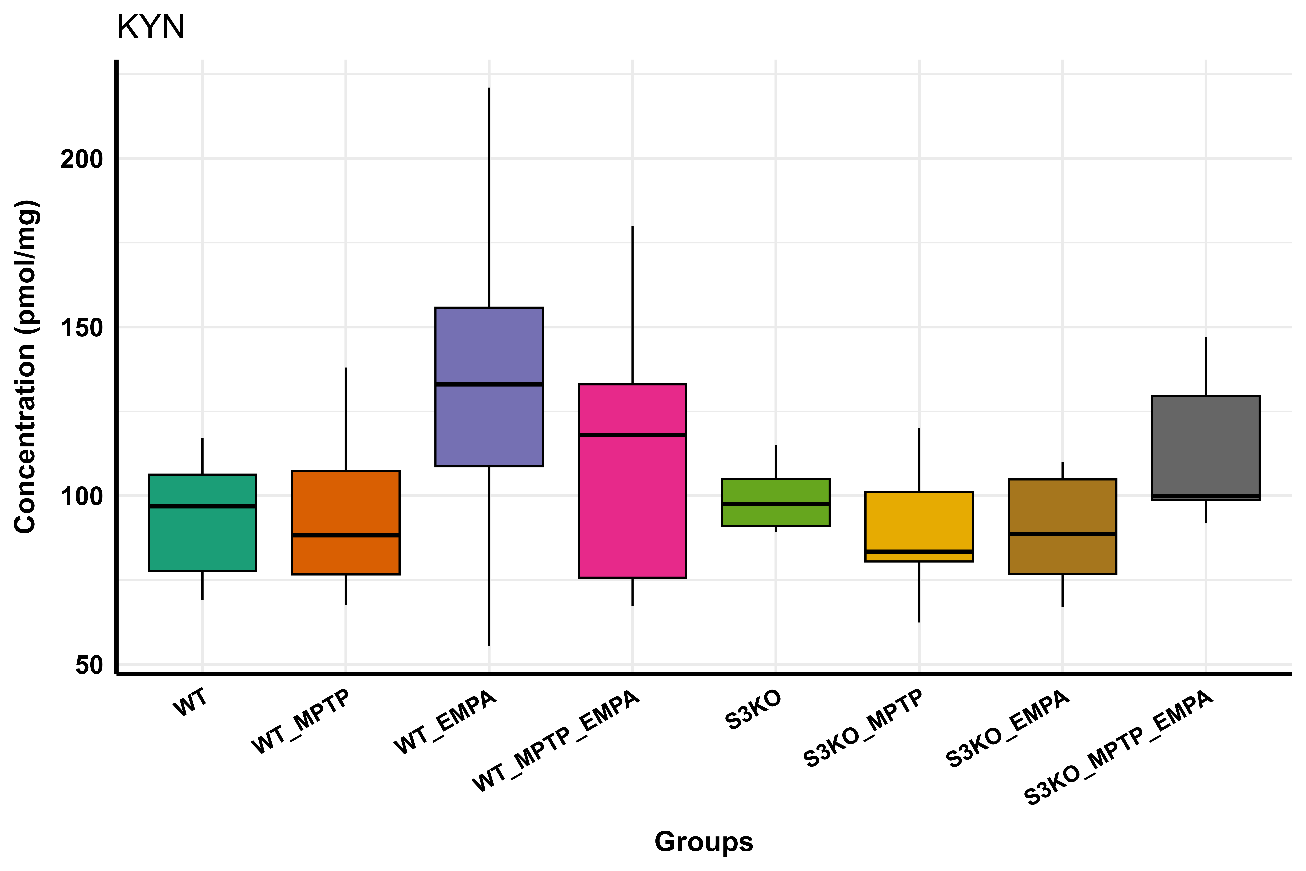 KYN
Concentration (pmol/mg)
200
150
100
50
WT
WT_MPTP
WT_EMPA
WT_MPTP_EMPA
S3KO
S3KO_MPTP
S3KO_EMPA
S3KO_MPTP_EMPA
Groups